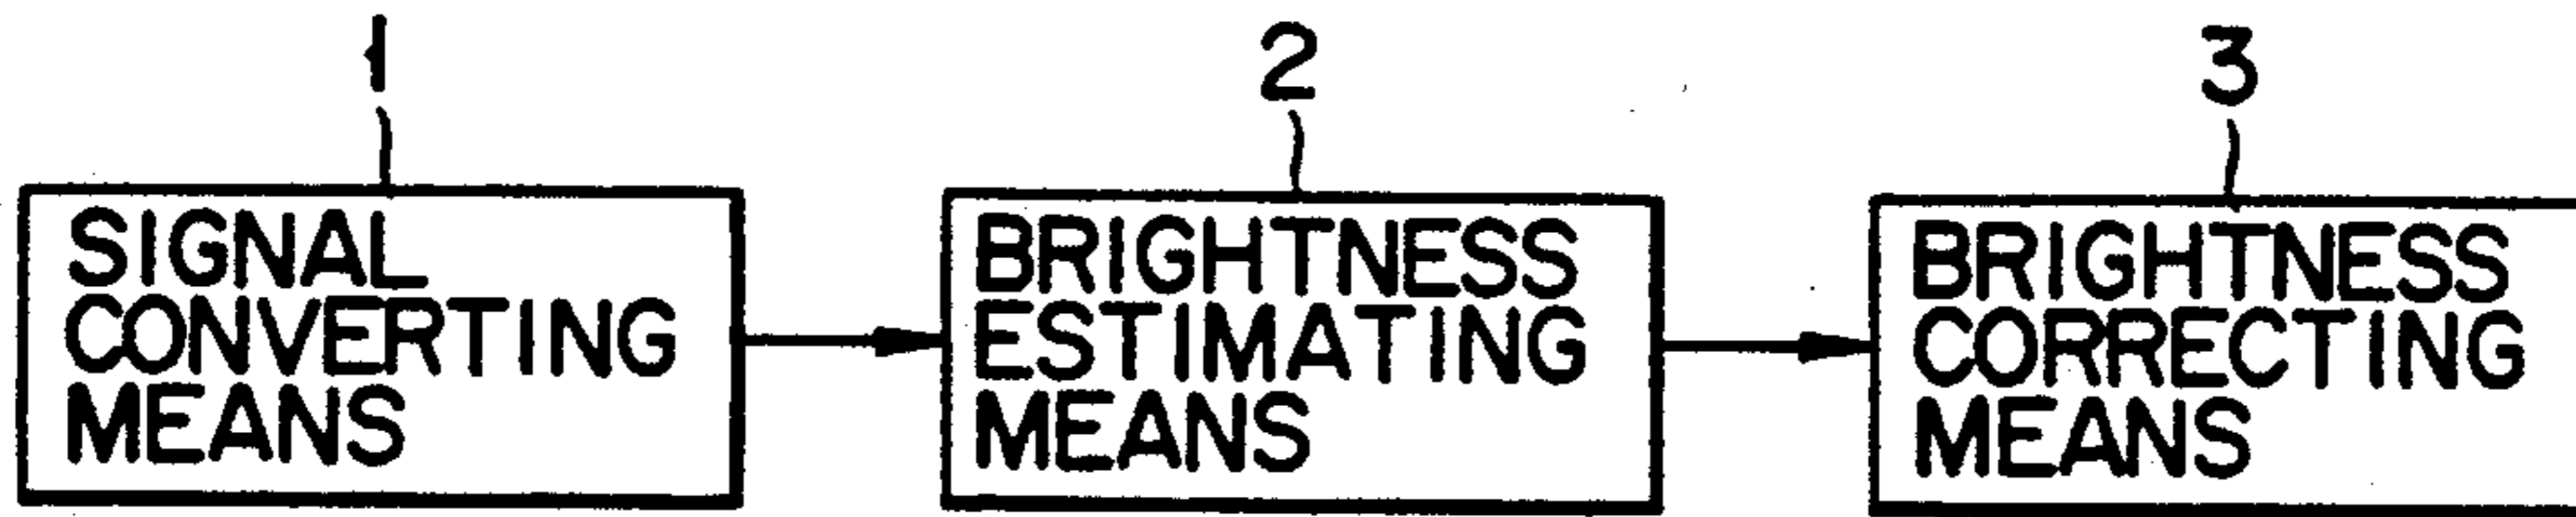 1
2
3
SIGNAL
CONVERTING
MEANS
BRIGHTNESS
ESTIMATING
MEANS
BRIGHTNESS
CORRECTING
MEANS